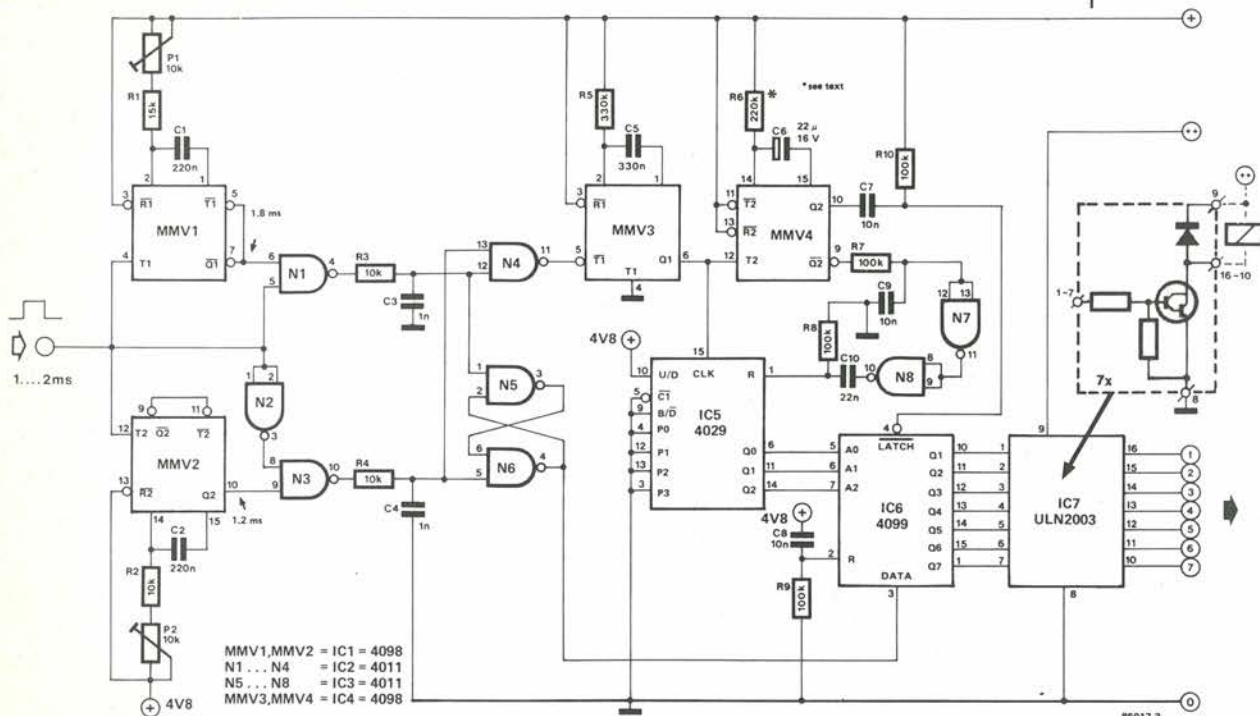 P1
10k
R1
15k
C1
220n
2
1
3
R1
T1
5
MMV1
1.8 ms
4
T1
Q1
7
6
N1
4
5
R3
10k
C3
1n
1....2ms
1
2
N2
3
9
11
T2
Q2
T2
12
MMV2
13
R2
Q2
10
1.2 ms
14
15
C2
220n
R2
10k
P2
10k
4V8
8
9
N3
10
R4
10k
C4
1n
13
12
N4
11
1
2
N5
3
6
5
N6
4
R5
330k
C5
330n
2
1
3
R1
5
T1
MMV3
Q1
6
T1
4
R6
220k
*
* see text
C6
22 µ
16 V
14
15
11
T2
13
R2
MMV4
12
T2
Q2
10
Q2
9
C7
10n
R10
100k
R7
100k
C9
10n
12
13
N7
11
R8
100k
C10
22n
10
N8
8
9
4V8
15
CLK
10
U/D
R
1
5
C1
9
B/D
4
P0
12
P1
13
P2
3
P3
IC5
4029
Q0
6
Q1
11
Q2
14
4
LATCH
5
A0
6
A1
7
A2
IC6
4099
2
R
DATA
3
Q1
10
Q2
11
Q3
12
Q4
13
Q5
14
Q6
15
Q7
1
4V8
C8
10n
R9
100k
1
2
3
4
5
6
7
9
IC7
ULN2003
8
16
15
14
13
12
11
10
1
2
3
4
5
6
7
+
++
++
9
16-10
1-7
8
7x
0
MMV1,MMV2 = IC1 = 4098
N1 ... N4 = IC2 = 4011
N5 ... N8 = IC3 = 4011
MMV3,MMV4 = IC4 = 4098